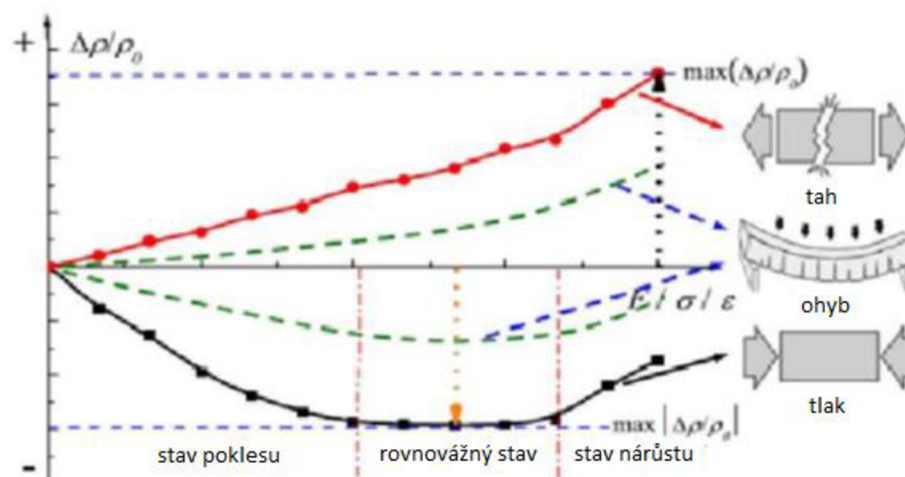 +
Δρ/ρ₀
max(Δρ/ρ₀)
tah
E / σ / ε
ohyb
tlak
max |Δρ/ρ₀|
stav poklesu
rovnovážný stav
stav nárůstu
-